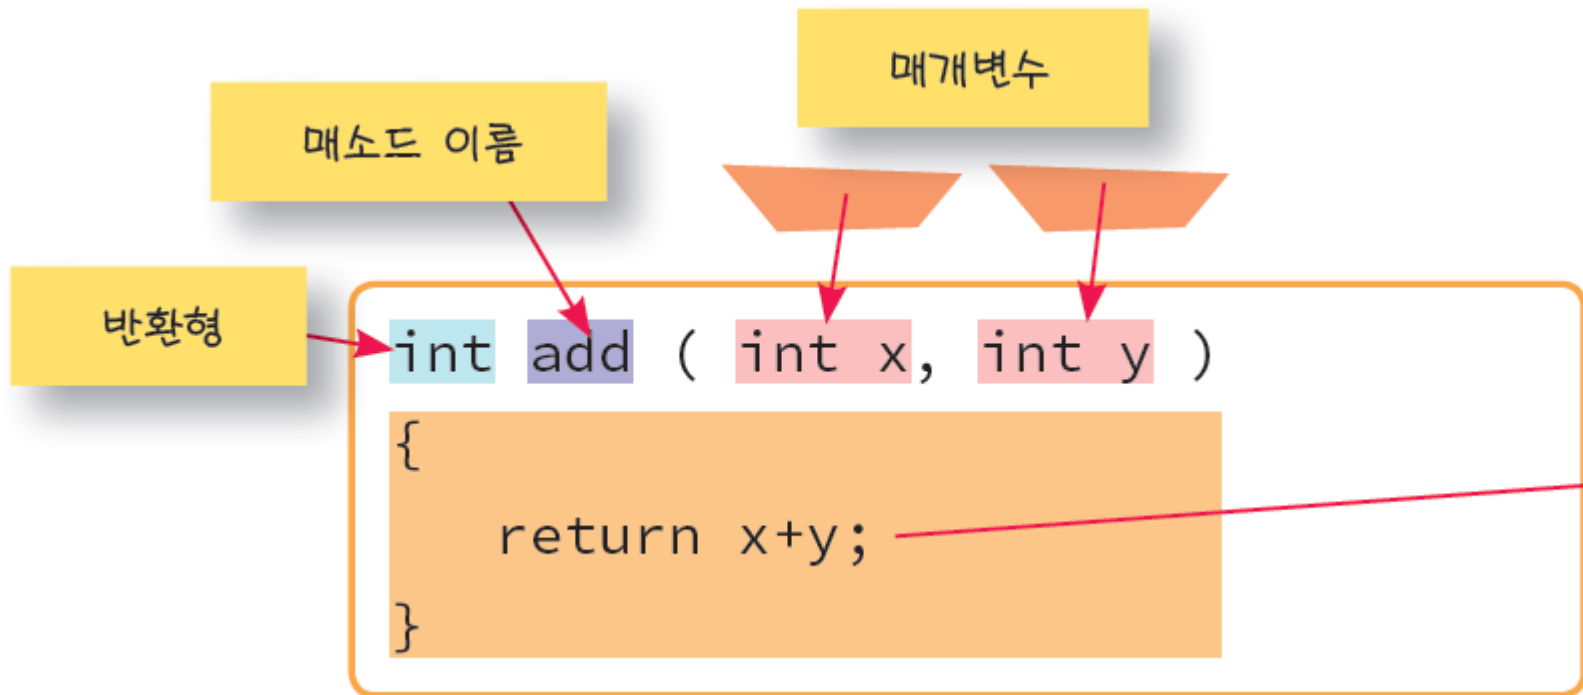 매개변수
매소드 이름
반환형
int add ( int x, int y )
{
return x+y;
}